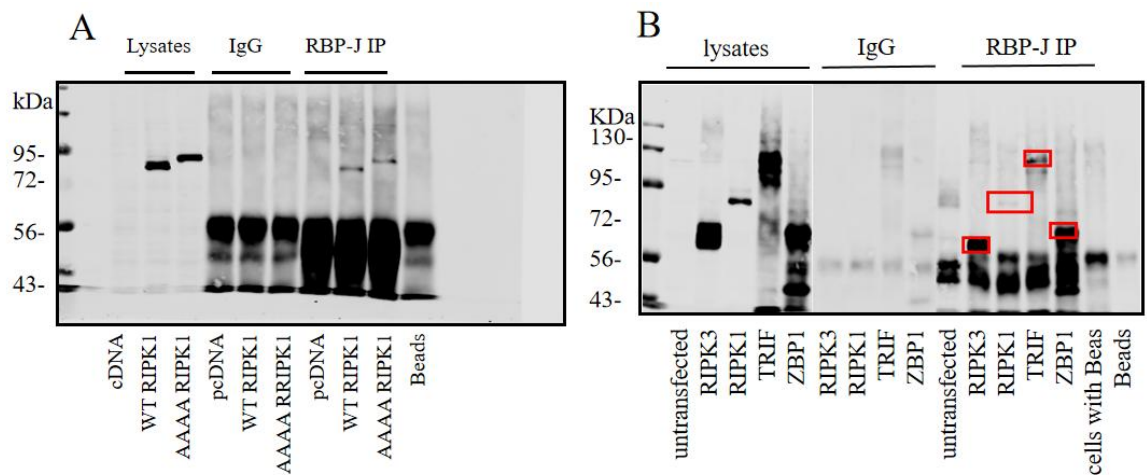 A
Lysates IgG RBP-J IP
kDa
95-
72-
56-
43-
cDNA
WT RIPK1
AAAA RIPK1
pcDNA
WT RIPK1
AAAA RRIPK1
pcDNA
WT RIPK1
AAAA RIPK1
Beads
B
lysates IgG RBP-J IP
KDa
130-
95-
72-
56-
43-
untransfected
RIPK3
RIPK1
TRIF
ZBP1
RIPK3
RIPK1
TRIF
ZBP1
untransfected
RIPK3
RIPK1
TRIF
ZBP1
cells with Beas
Beads